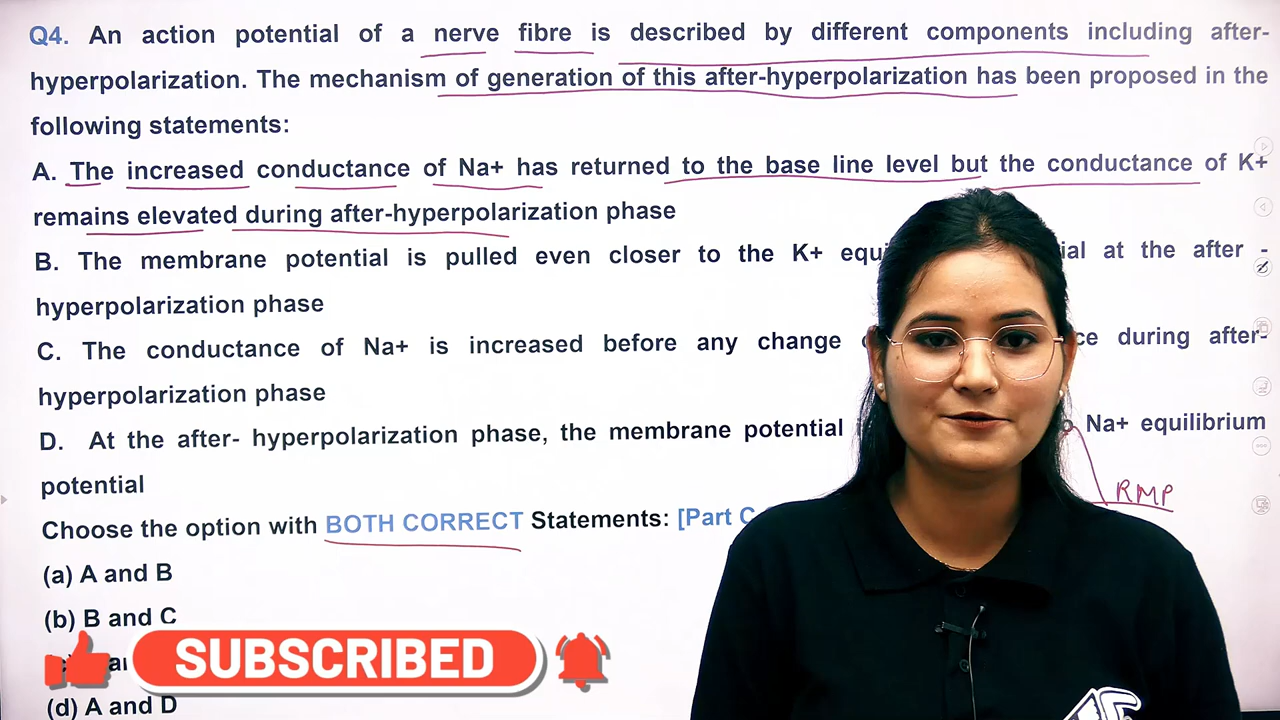 Q4. An action potential of a nerve fibre is described by different components including after-
hyperpolarization. The mechanism of generation of this after-hyperpolarization has been proposed in the
following statements:
A. The increased conductance of Na+ has returned to the base line level but the conductance of K+
remains elevated during after-hyperpolarization phase
B. The membrane potential is pulled even closer to the K+ at the after -
hyperpolarization phase
C. The conductance of Na+ is increased before any change during after-
hyperpolarization phase
D. At the after- hyperpolarization phase, the membrane potential Na+ equilibrium
potential
RMP
Choose the option with BOTH CORRECT Statements: [Part C
(a) A and B
(b) B and C
SUBSCRIBED
(d) A and D